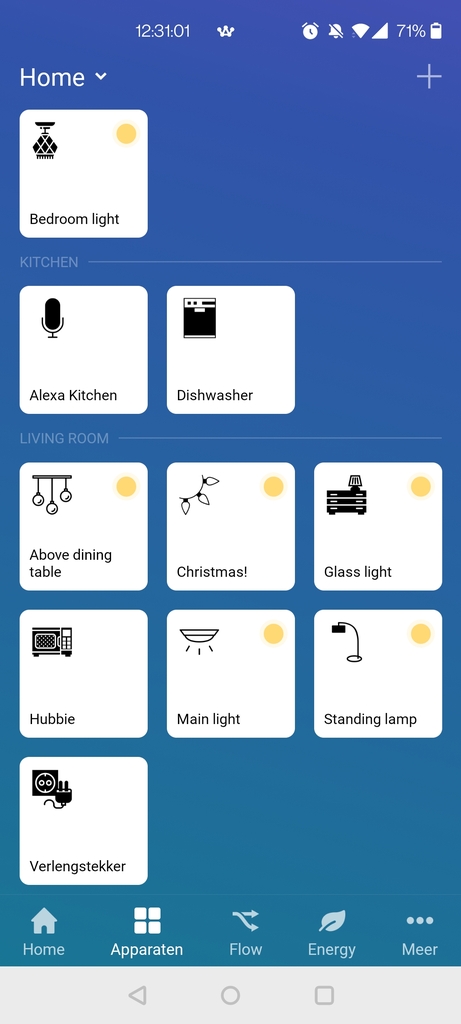 12:31:01
71%
Home
Bedroom light
KITCHEN
Alexa Kitchen
Dishwasher
LIVING ROOM
Above dining
table
Christmas!
Glass light
Hubbie
Main light
Standing lamp
Verlengstekker
Home
Apparaten
Flow
Energy
Meer